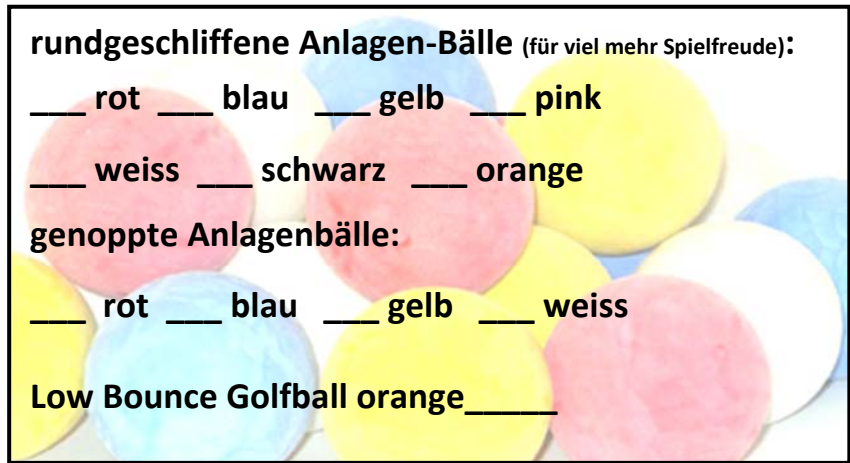 rundgeschliffene Anlagen-Bälle (für viel mehr Spielfreude):
___ rot ___ blau ___ gelb ___ pink
___ weiss ___ schwarz ___ orange
genoppte Anlagenbälle:
___ rot ___ blau ___ gelb ___ weiss
Low Bounce Golfball orange_____